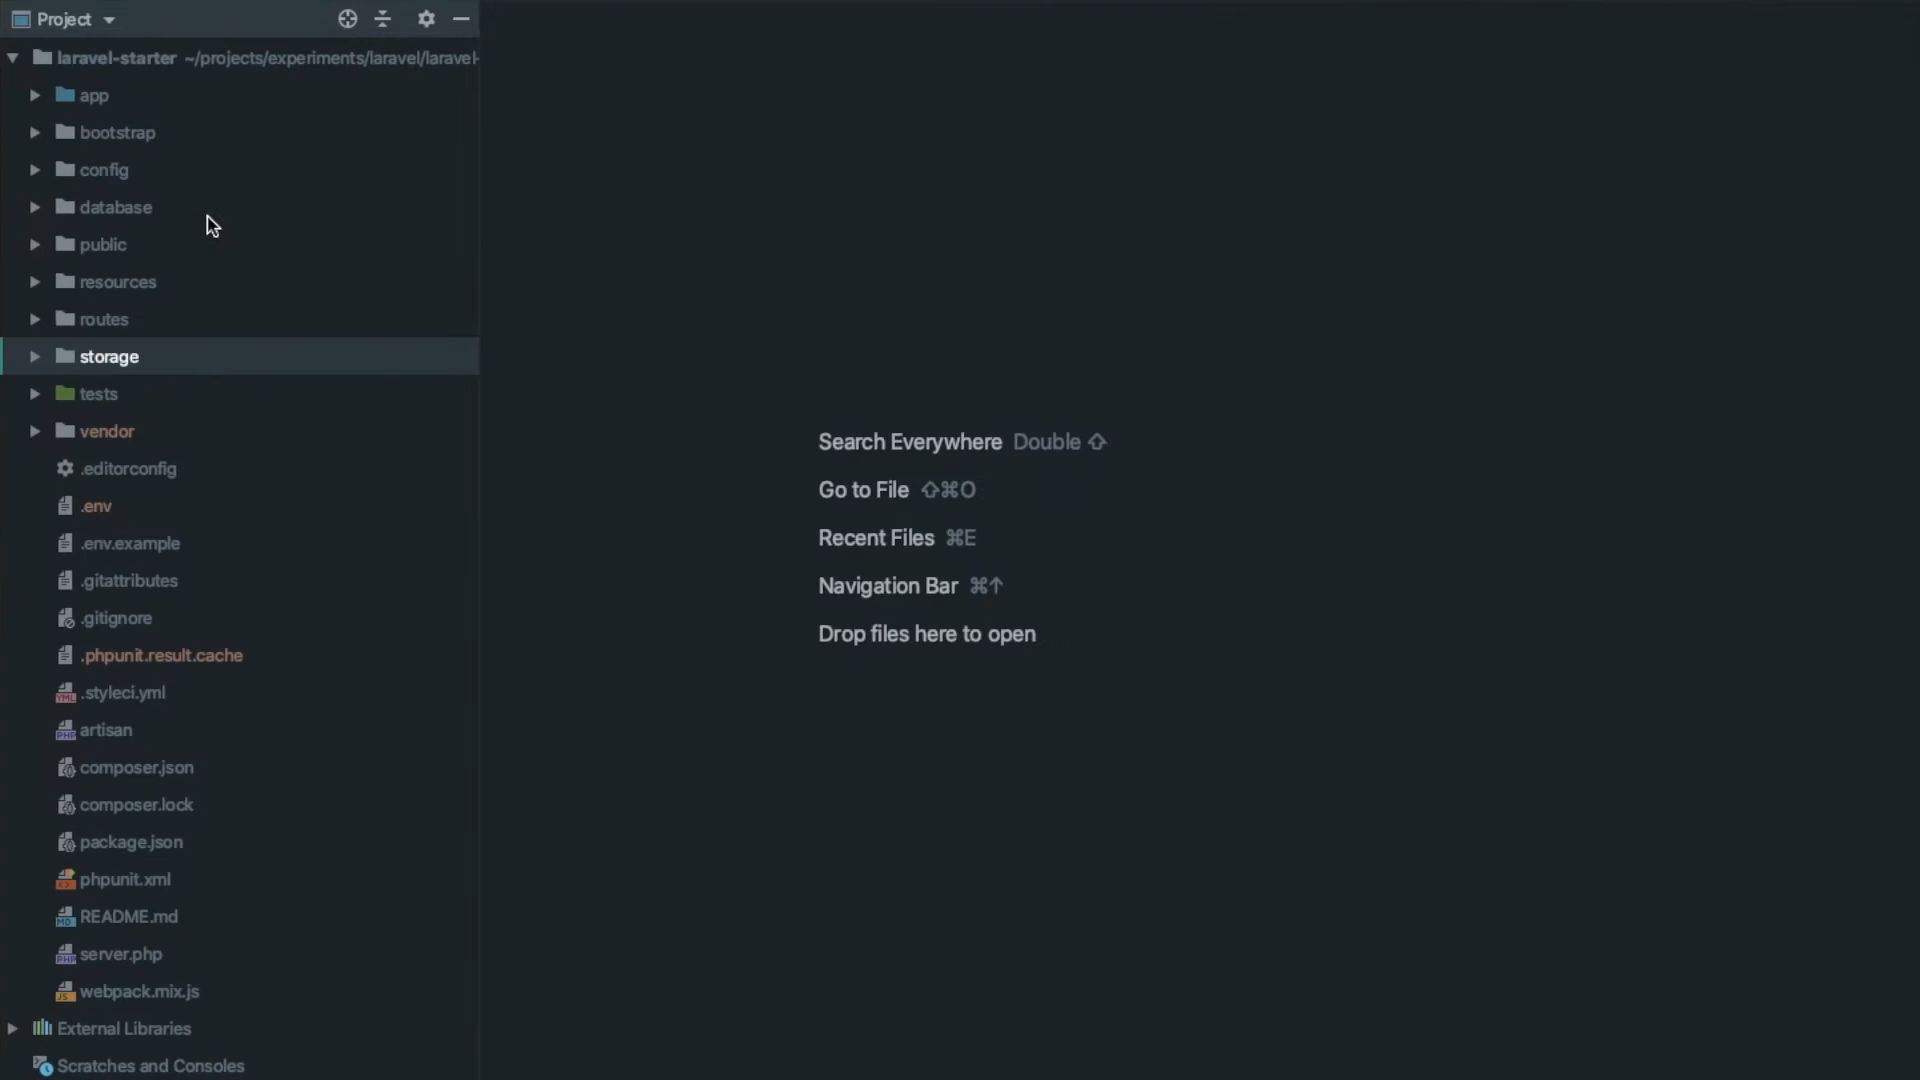 Project
laravel-starter ~/projects/experiments/laravel/laravel-
app
bootstrap
config
database
public
resources
routes
storage
tests
vendor
.editorconfig
.env
.env.example
.gitattributes
.gitignore
.phpunit.result.cache
.styleci.yml
artisan
composer.json
composer.lock
package.json
phpunit.xml
README.md
server.php
webpack.mix.js
External Libraries
Scratches and Consoles
Search Everywhere Double ⇧
Go to File ⇧⌘O
Recent Files ⌘E
Navigation Bar ⌘↑
Drop files here to open